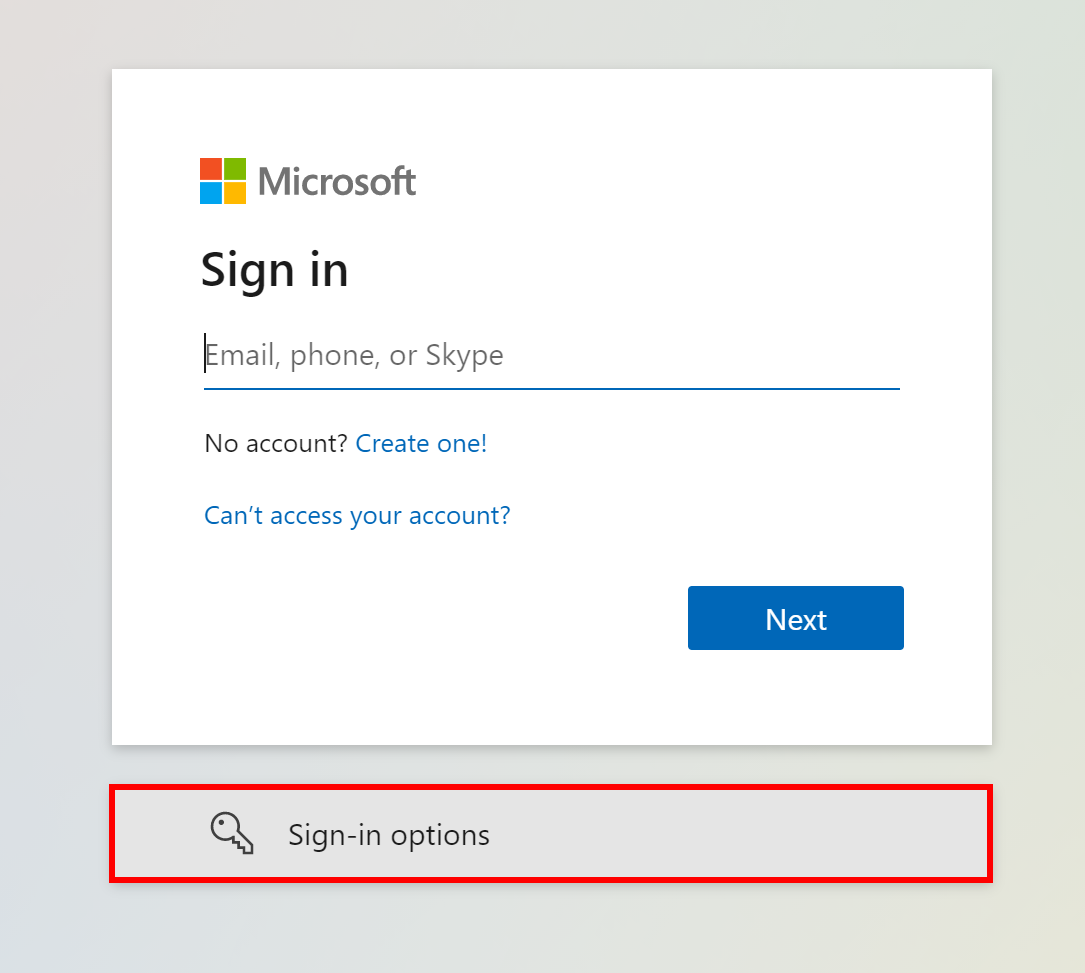 Microsoft
Sign in
Email, phone, or Skype
No account? Create one!
Can’t access your account?
Next
Sign-in options